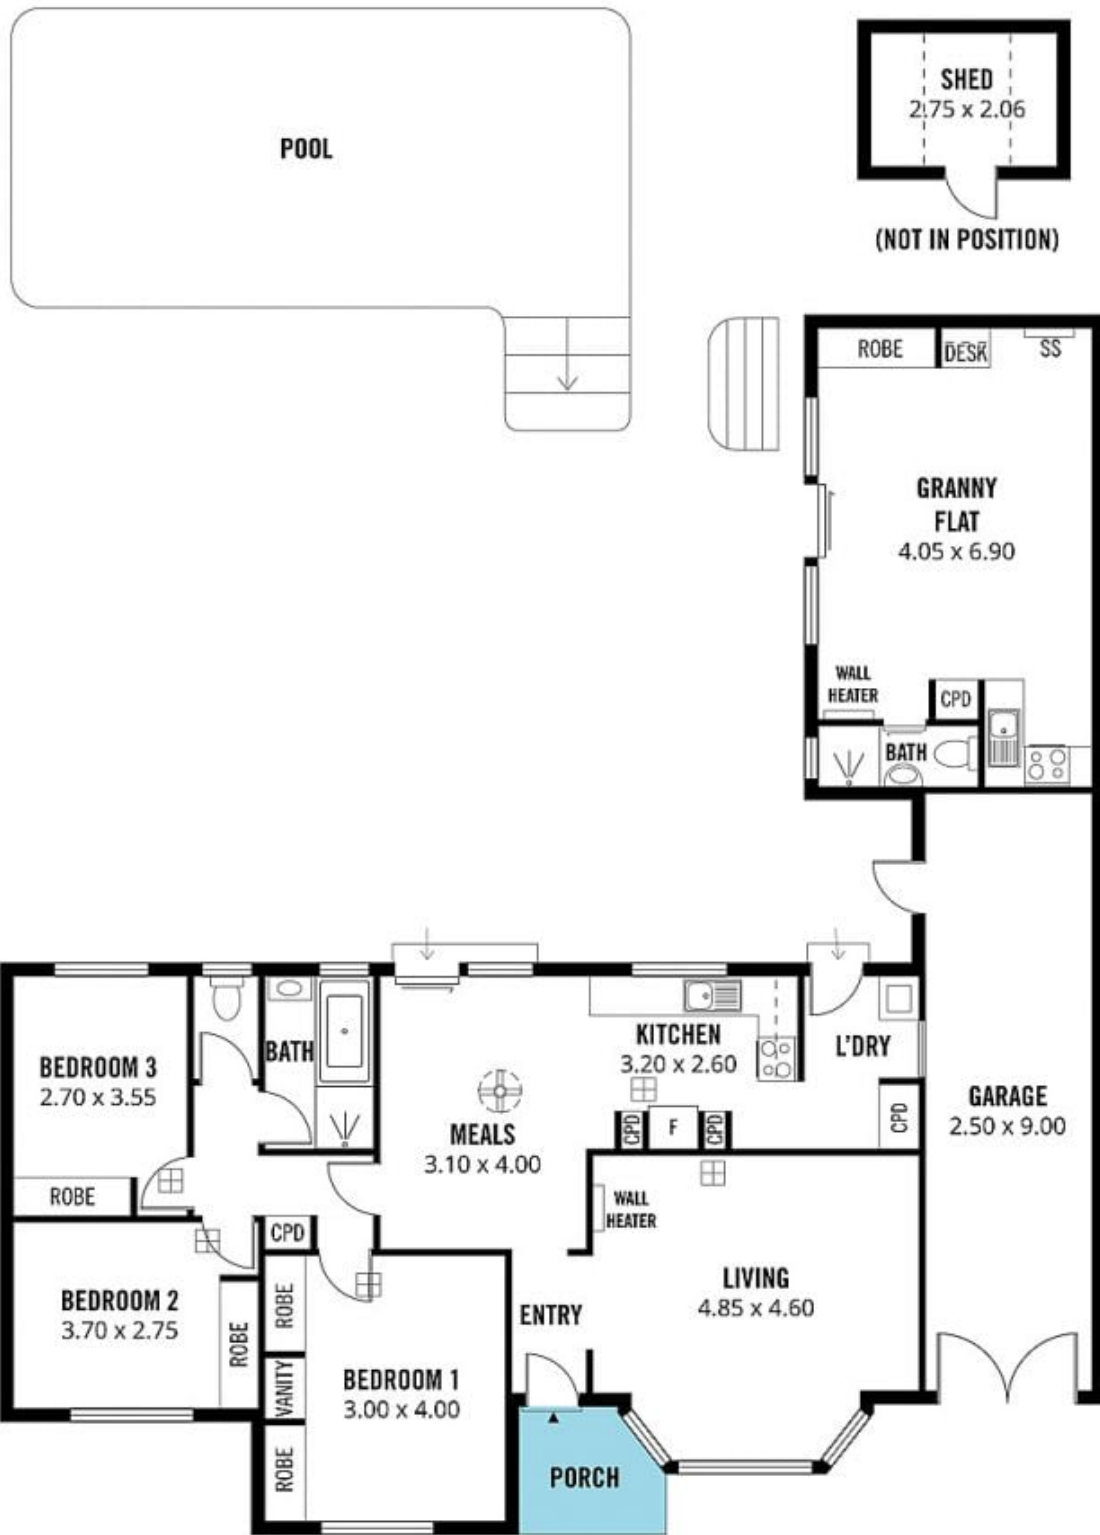 POOL
SHED
2.75 x 2.06
(NOT IN POSITION)
ROBE
DESK
SS
GRANNY
FLAT
4.05 x 6.90
WALL
HEATER
CPD
BATH
BEDROOM 3
2.70 x 3.55
ROBE
BATH
MEALS
3.10 x 4.00
KITCHEN
3.20 x 2.60
CPD
F
CPD
L'DRY
CPD
GARAGE
2.50 x 9.00
WALL
HEATER
LIVING
4.85 x 4.60
CPD
BEDROOM 2
3.70 x 2.75
ROBE
ROBE
VANITY
ROBE
BEDROOM 1
3.00 x 4.00
ENTRY
PORCH